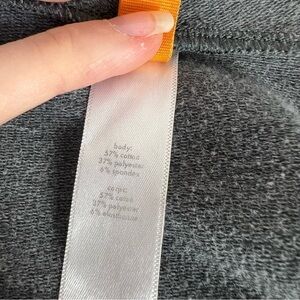 body:
57% cotton
37% polyester
6% spandex
corps:
57% coton
37% polyester
6% élasthanne